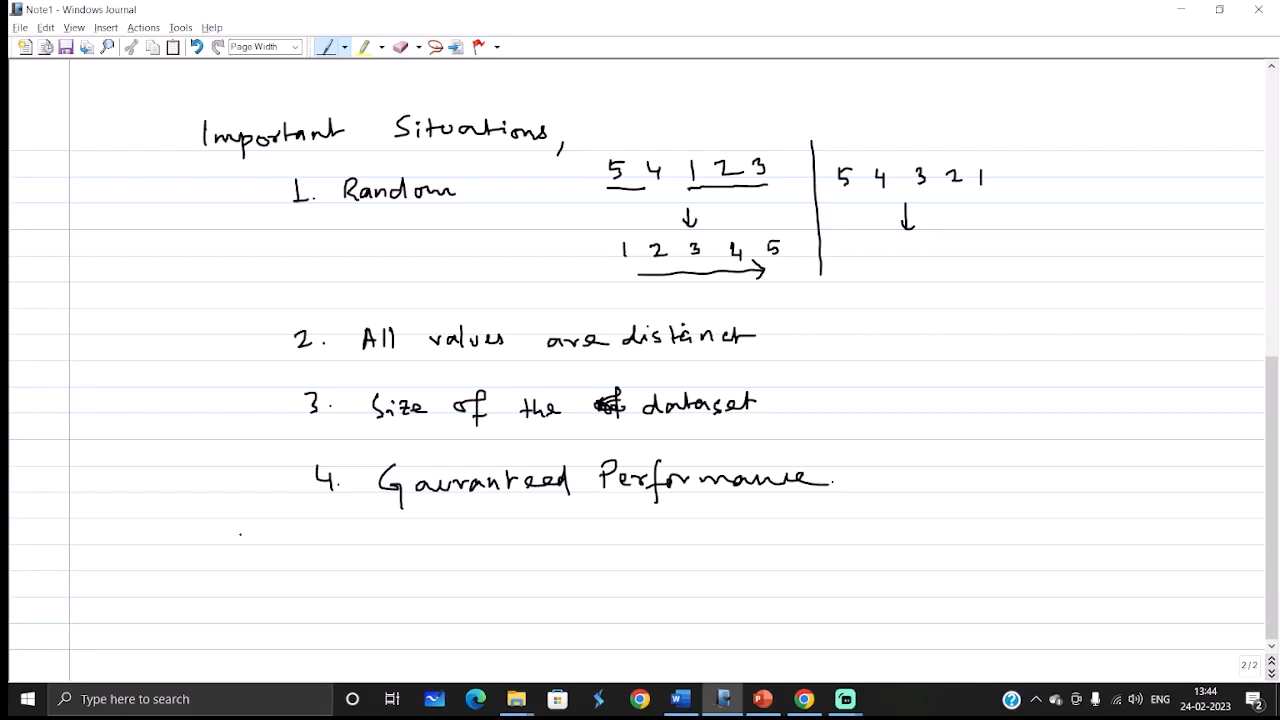 Note1 - Windows Journal
File Edit View Insert Actions Tools Help
Page Width
Important Situations,
1. Random
5 4 1 2 3
5 4 3 2 1
1 2 3 4 5
2. All values are distinct
3. Size of the dataset
4. Gauranteed Performance.
2/2
Type here to search
ENG
13:44
24-02-2023
2